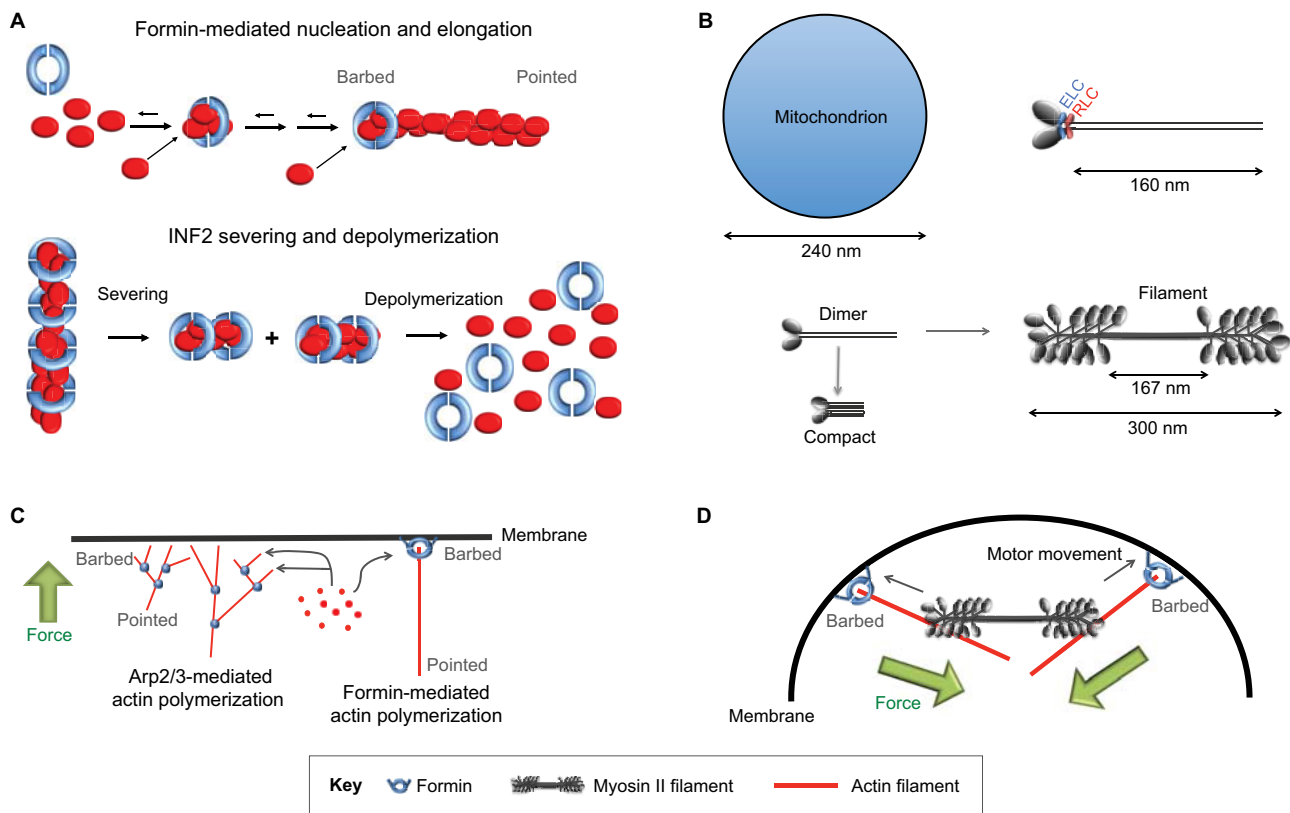 A
Formin-mediated nucleation and elongation
Barbed
Pointed
INF2 severing and depolymerization
Severing
Depolymerization
+
B
Mitochondrion
240 nm
ELC
RLC
160 nm
Dimer
Compact
Filament
167 nm
300 nm
C
Membrane
Barbed
Barbed
Pointed
Force
Pointed
Arp2/3-mediated
actin polymerization
Formin-mediated
actin polymerization
D
Motor movement
Barbed
Barbed
Force
Membrane
Key
Formin
Myosin II filament
Actin filament